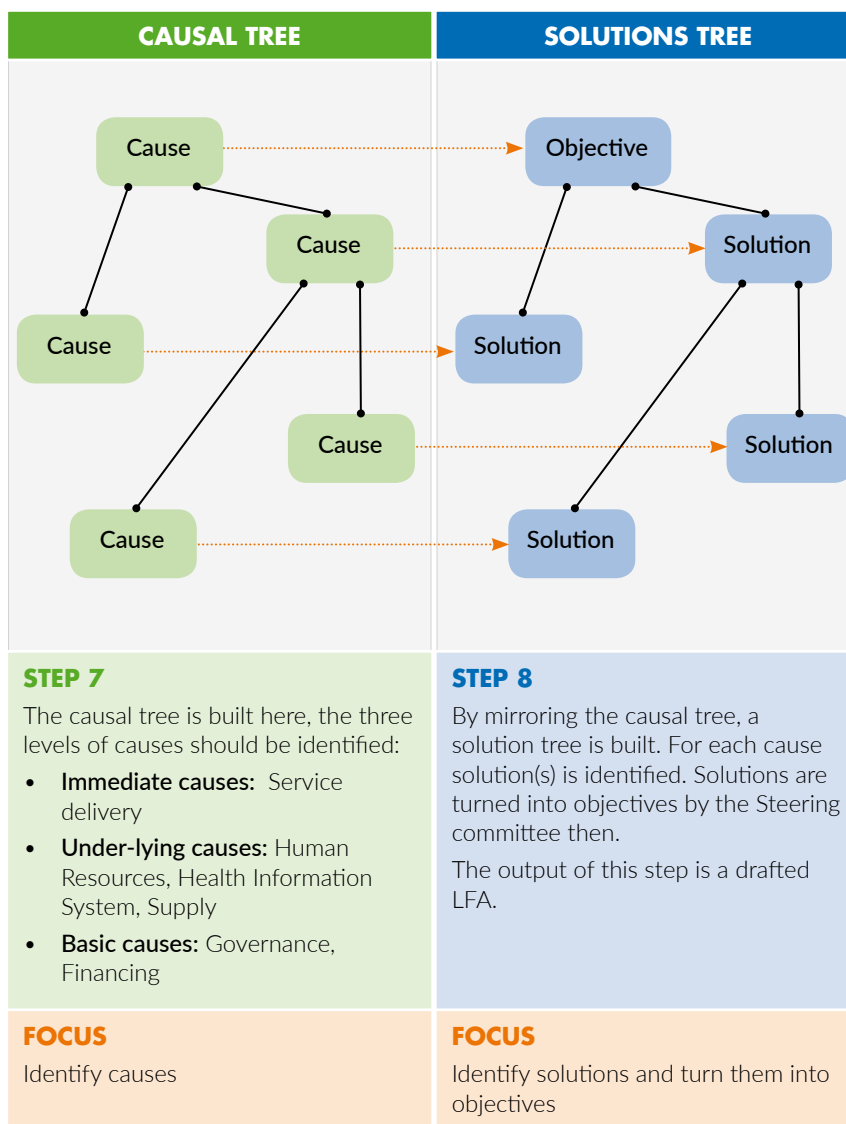 CAUSAL TREE
SOLUTIONS TREE
Cause
Objective
Cause
Solution
Cause
Solution
Cause
Solution
Cause
Solution
STEP 7
The causal tree is built here, the three
levels of causes should be identified:
• Immediate causes: Service
delivery
• Under-lying causes: Human
Resources, Health Information
System, Supply
• Basic causes: Governance,
Financing
STEP 8
By mirroring the causal tree, a
solution tree is built. For each cause
solution(s) is identified. Solutions are
turned into objectives by the Steering
committee then.
The output of this step is a drafted
LFA.
FOCUS
Identify causes
FOCUS
Identify solutions and turn them into
objectives